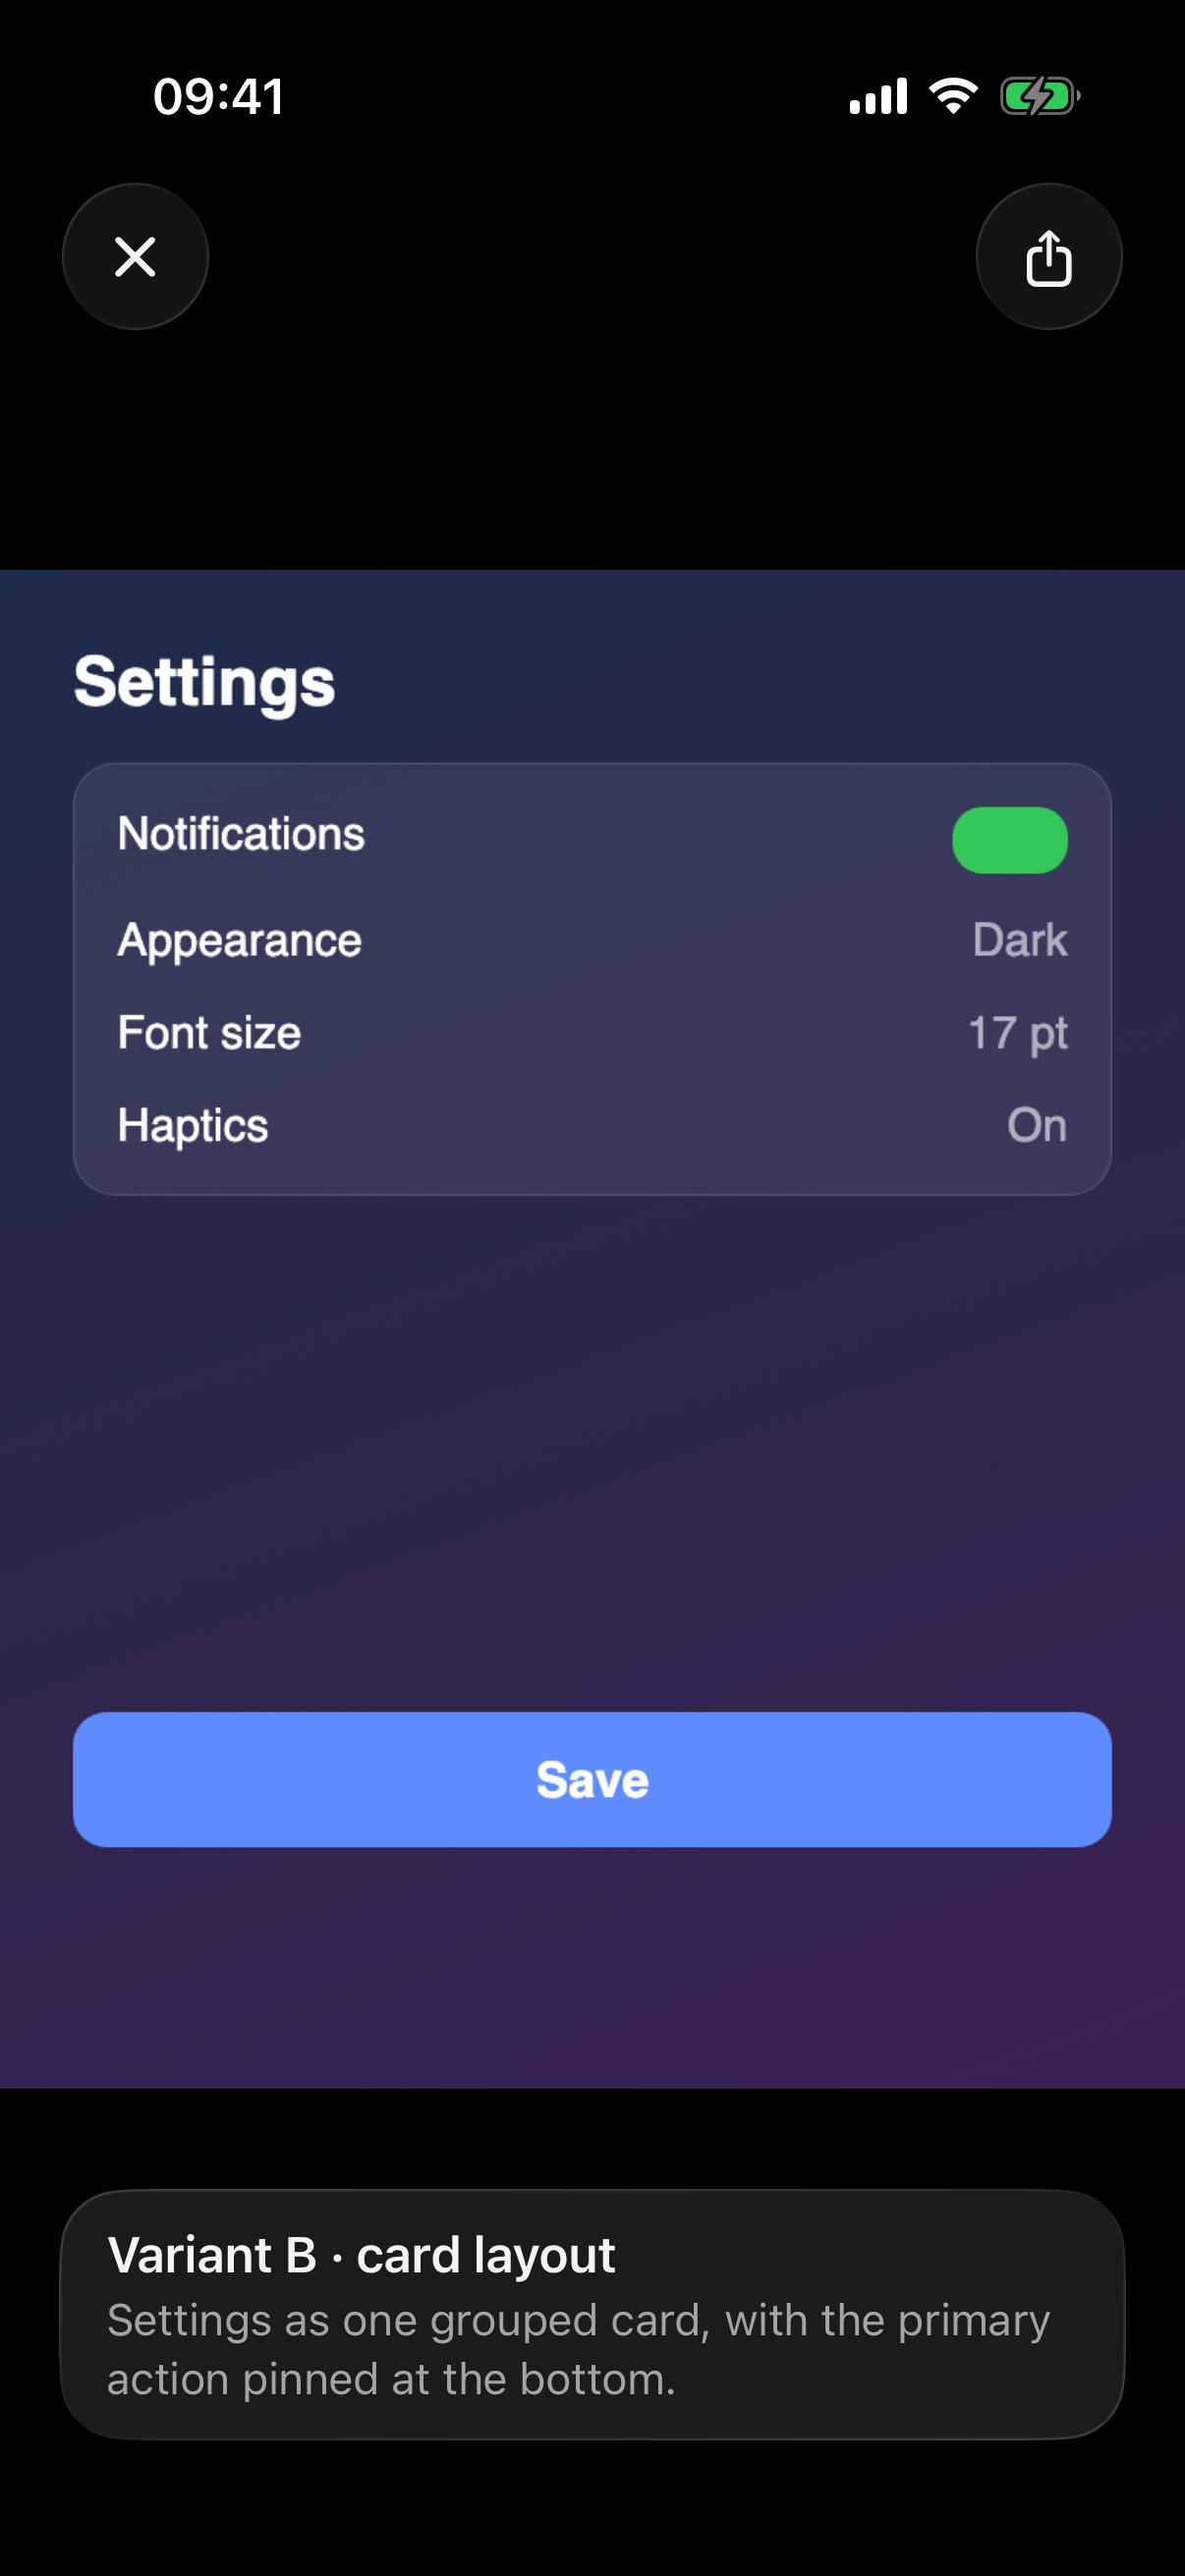 09:41
Settings
Notifications
Appearance Dark
Font size 17 pt
Haptics On
Save
Variant B · card layout
Settings as one grouped card, with the primary
action pinned at the bottom.